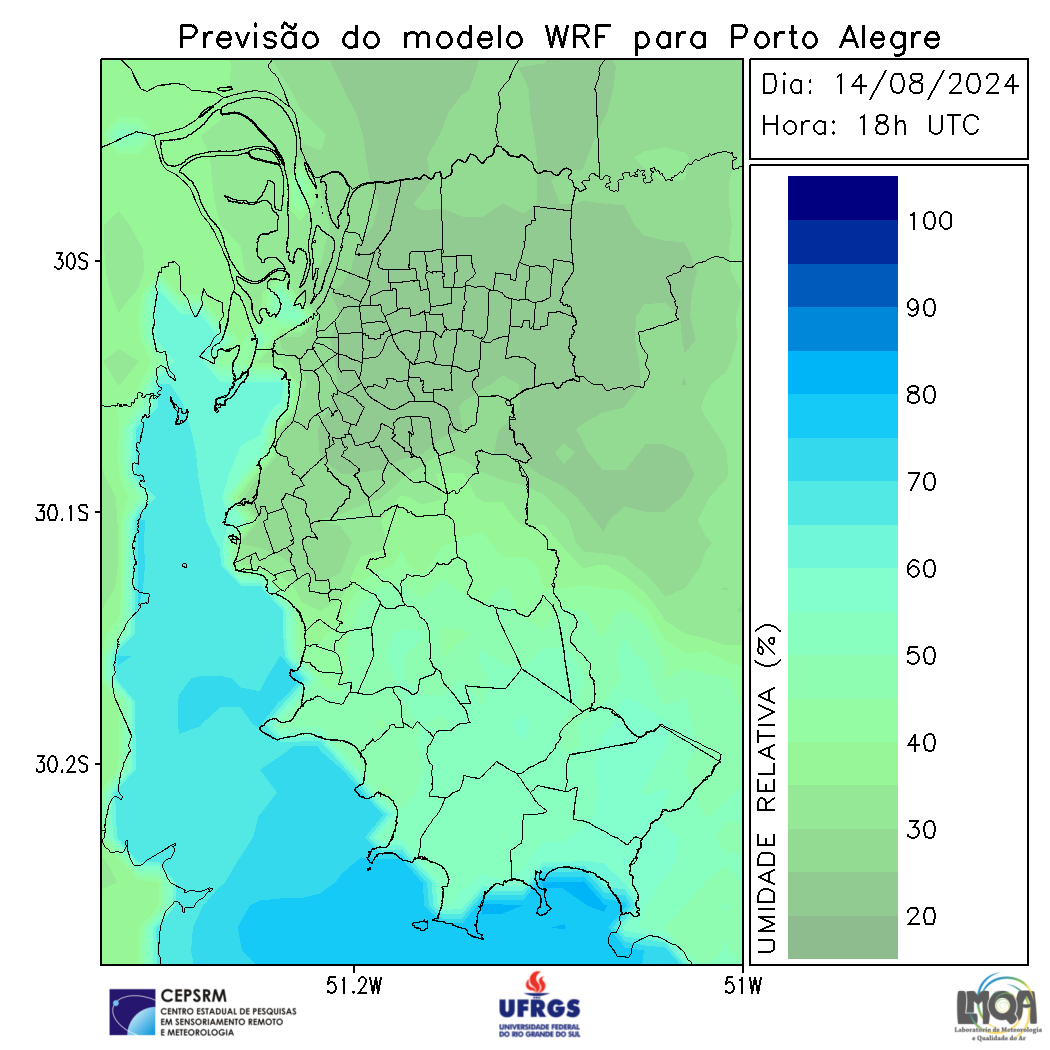 Previsão do modelo WRF para Porto Alegre
Dia: 14/08/2024
Hora: 18h UTC
30S
30.1S
30.2S
51.2W
51W
UMIDADE RELATIVA (%)
100
90
80
70
60
50
40
30
20
CEPSRM
CENTRO ESTADUAL DE PESQUISAS
EM SENSORIAMENTO REMOTO
E METEOROLOGIA
UFRGS
UNIVERSIDADE FEDERAL
DO RIO GRANDE DO SUL
LMQA
Laboratório de Meteorologia
e Qualidade do Ar